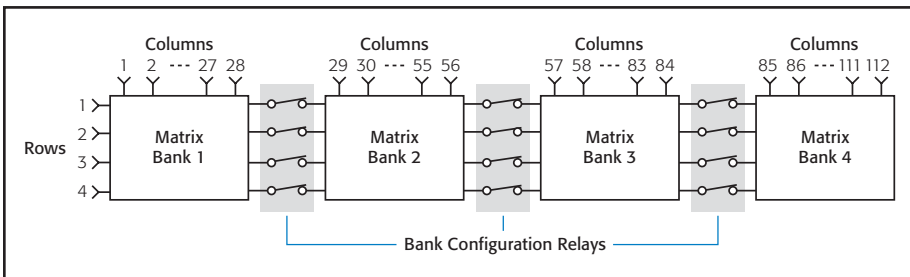 Columns Columns Columns Columns
1 2 --- 27 28 29 30 --- 55 56 57 58 --- 83 84 85 86 --- 111 112
1
2
Rows
3
4
Matrix
Bank 1
Matrix
Bank 2
Matrix
Bank 3
Matrix
Bank 4
Bank Configuration Relays